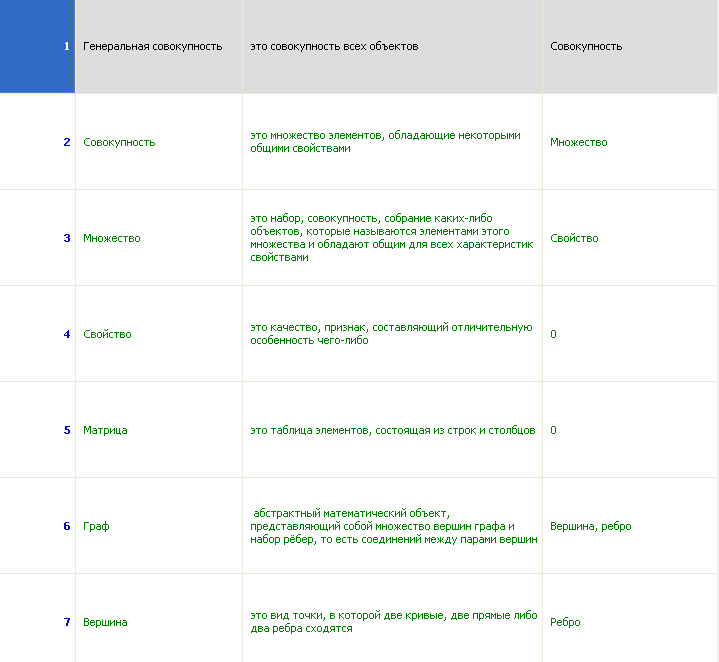 1 Генеральная совокупность это совокупность всех объектов Совокупность
2 Совокупность это множество элементов, обладающие некоторыми
общими свойствами Множество
3 Множество это набор, совокупность, собрание каких-либо
объектов, которые называются элементами этого
множества и обладают общим для всех характеристик
свойствами Свойство
4 Свойство это качество, признак, составляющий отличительную
особенность чего-либо 0
5 Матрица это таблица элементов, состоящая из строк и столбцов 0
6 Граф абстрактный математический объект,
представляющий собой множество вершин графа и
набор рёбер, то есть соединений между парами вершин Вершина, ребро
7 Вершина это вид точки, в которой две кривые, две прямые либо
два ребра сходятся Ребро